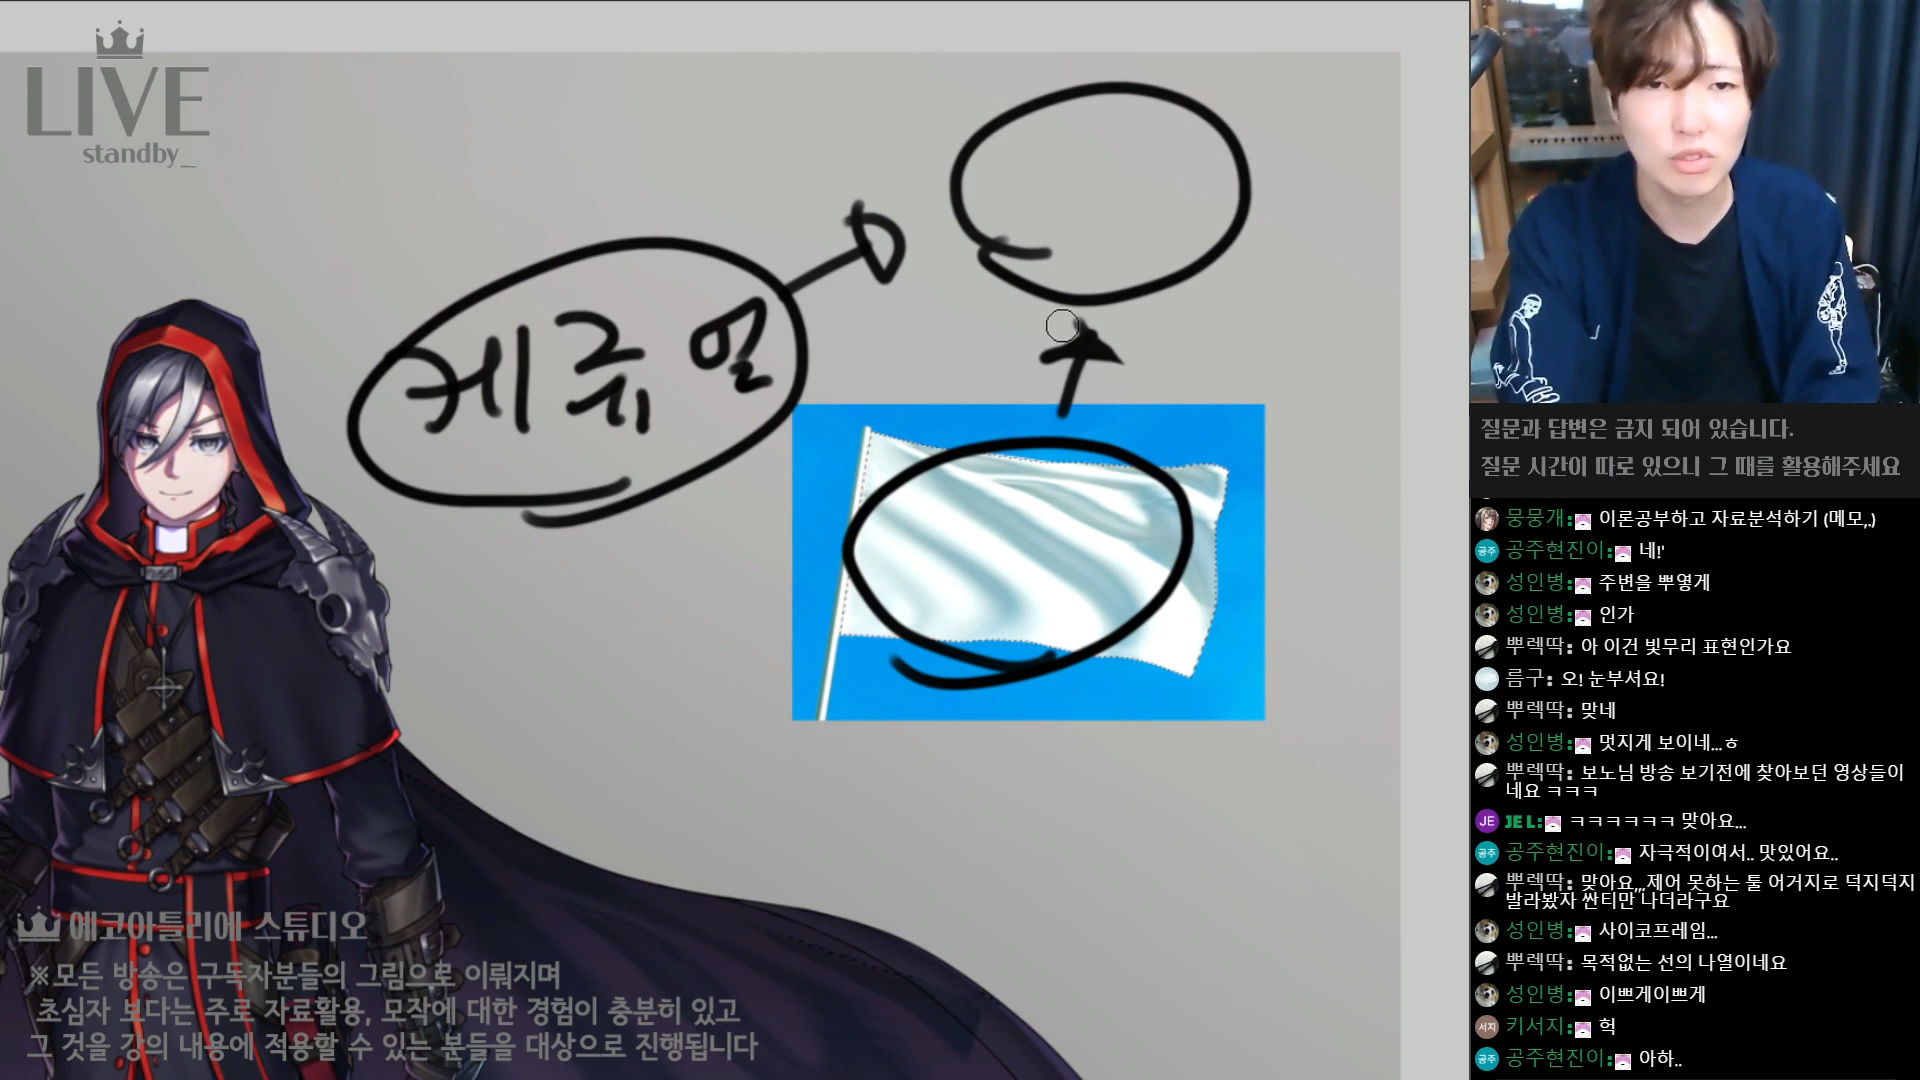 LIVE
standby_
케류얼
에코아틀리에 스튜디오
※모든 방송은 구독자분들의 그림으로 이뤄지며
초심자 보다는 주로 자료활용, 모작에 대한 경험이 충분히 있고
그 것을 강의 내용에 적용할 수 있는 분들을 대상으로 진행됩니다
질문과 답변은 금지 되어 있습니다.
질문 시간이 따로 있으니 그 때를 활용해주세요
뭉뭉개: 이론공부하고 자료분석하기 (메모,.)
공주 공주현진이: 네!'
성인병: 주변을 뿌옇게
성인병: 인가
뿌렉딱: 아 이건 빛무리 표현인가요
름구: 오! 눈부셔요!
뿌렉딱: 맞네
성인병: 멋지게 보이네...ㅎ
뿌렉딱: 보노님 방송 보기전에 찾아보던 영상들이
네요 ㅋㅋㅋ
JE JE L: ㅋㅋㅋㅋㅋㅋ 맞아요...
공주 공주현진이: 자극적이여서.. 맛있어요..
뿌렉딱: 맞아요,,,제어 못하는 툴 어거지로 덕지덕지
발라봤자 싼티만 나더라구요
성인병: 사이코프레임...
뿌렉딱: 목적없는 선의 나열이네요
성인병: 이쁘게이쁘게
서지 키서지: 헉
공주 공주현진이: 아하..